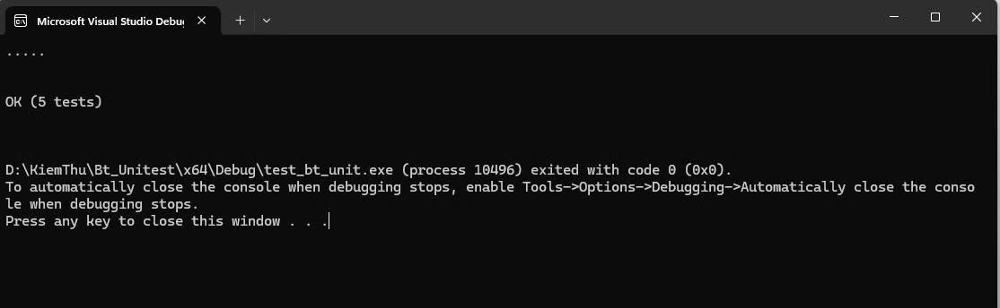 Microsoft Visual Studio Debug
.....
OK (5 tests)
D:\KiemThu\Bt_Unitest\x64\Debug\test_bt_unit.exe (process 10496) exited with code 0 (0x0).
To automatically close the console when debugging stops, enable Tools->Options->Debugging->Automatically close the conso
le when debugging stops.
Press any key to close this window . . .